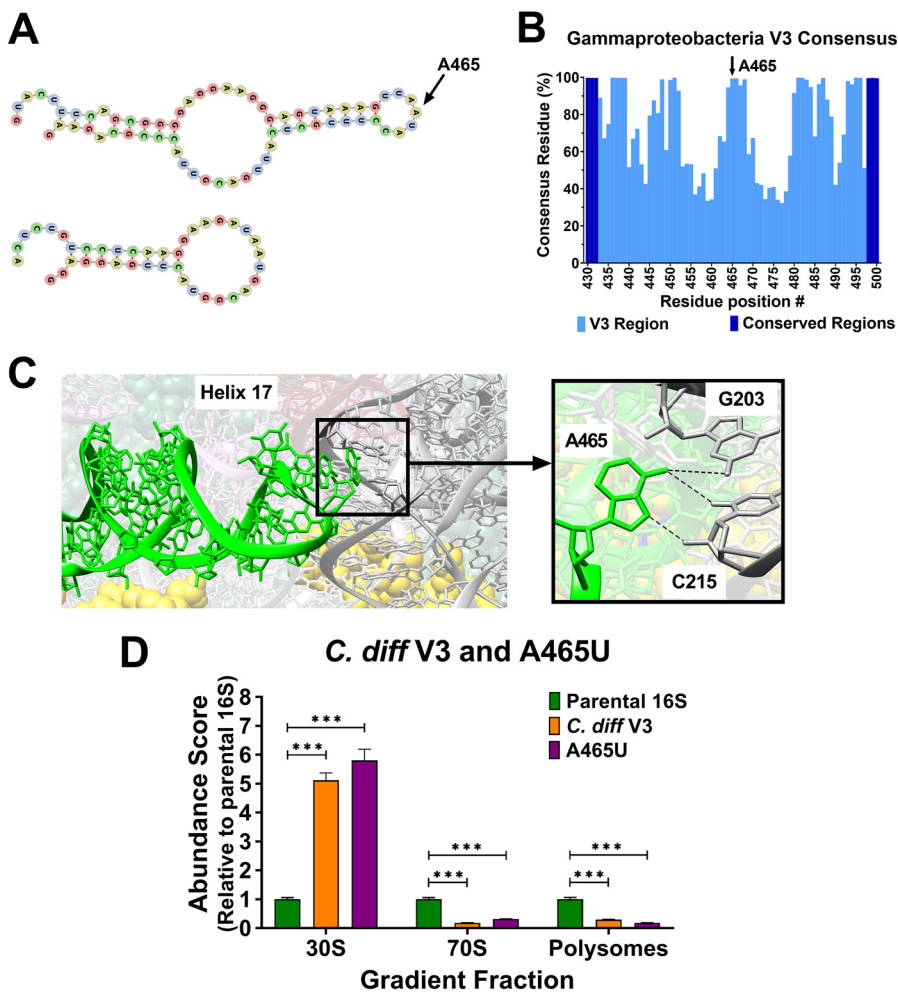 A
A465
B
Gammaproteobacteria V3 Consensus
A465
Consensus Residue (%)
100
80
60
40
20
0
430
435
440
445
450
455
460
465
470
475
480
485
490
495
500
Residue position #
V3 Region
Conserved Regions
C
Helix 17
A465
G203
C215
D
C. diff V3 and A465U
Abundance Score
(Relative to parental 16S)
8
7
6
5
4
3
2
1
0
***
***
***
***
***
***
Parental 16S
C. diff V3
A465U
30S
70S
Polysomes
Gradient Fraction